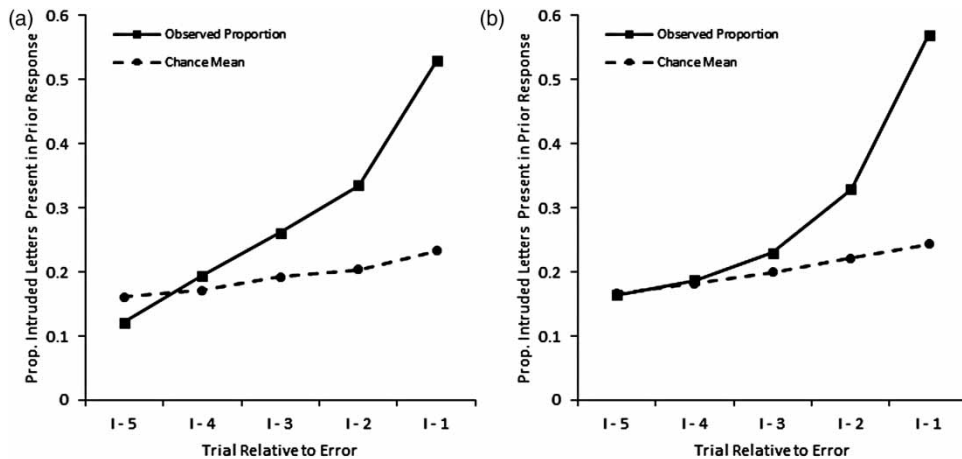 (a)
Prop. Intruded Letters Present in Prior Response
0.6
0.5
0.4
0.3
0.2
0.1
0
Observed Proportion
Chance Mean
I - 5 I - 4 I - 3 I - 2 I - 1
Trial Relative to Error
(b)
Prop. Intruded Letters Present in Prior Response
0.6
0.5
0.4
0.3
0.2
0.1
0
Observed Proportion
Chance Mean
I - 5 I - 4 I - 3 I - 2 I - 1
Trial Relative to Error